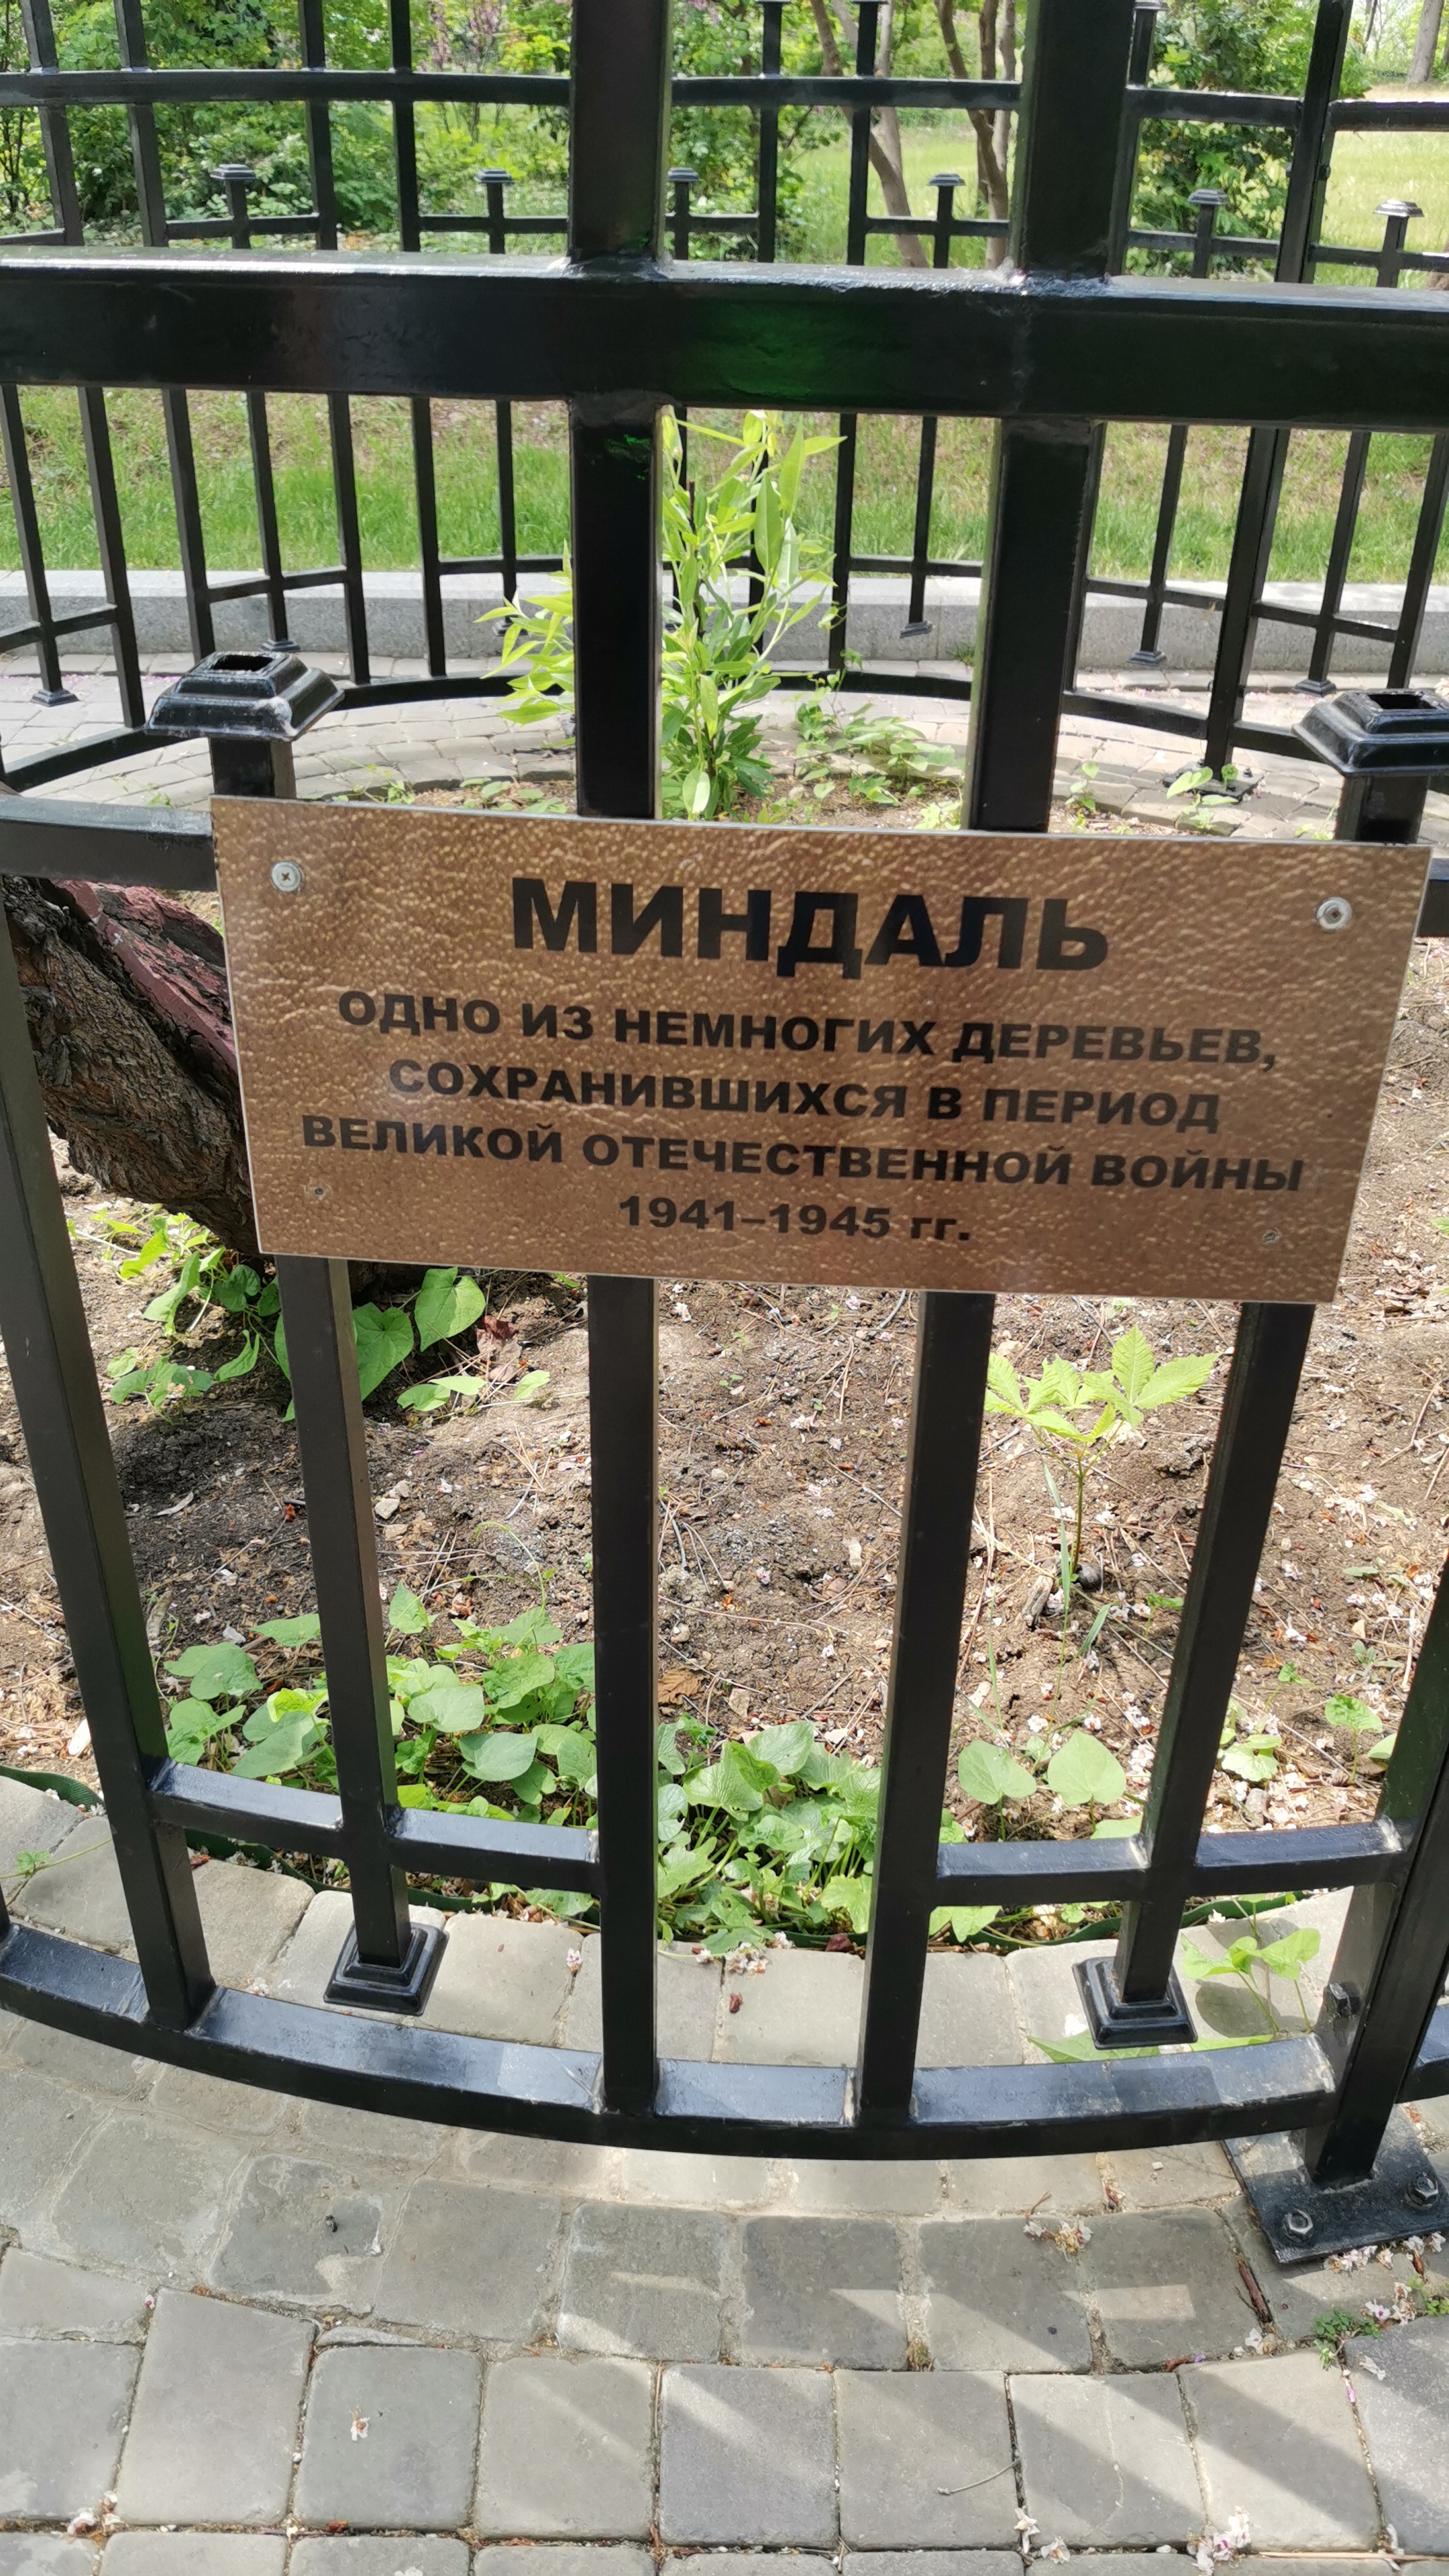 МИНДАЛЬ
ОДНО ИЗ НЕМНОГИХ ДЕРЕВЬЕВ,
СОХРАНИВШИХСЯ В ПЕРИОД
ВЕЛИКОЙ ОТЕЧЕСТВЕННОЙ ВОЙНЫ
1941–1945 гг.